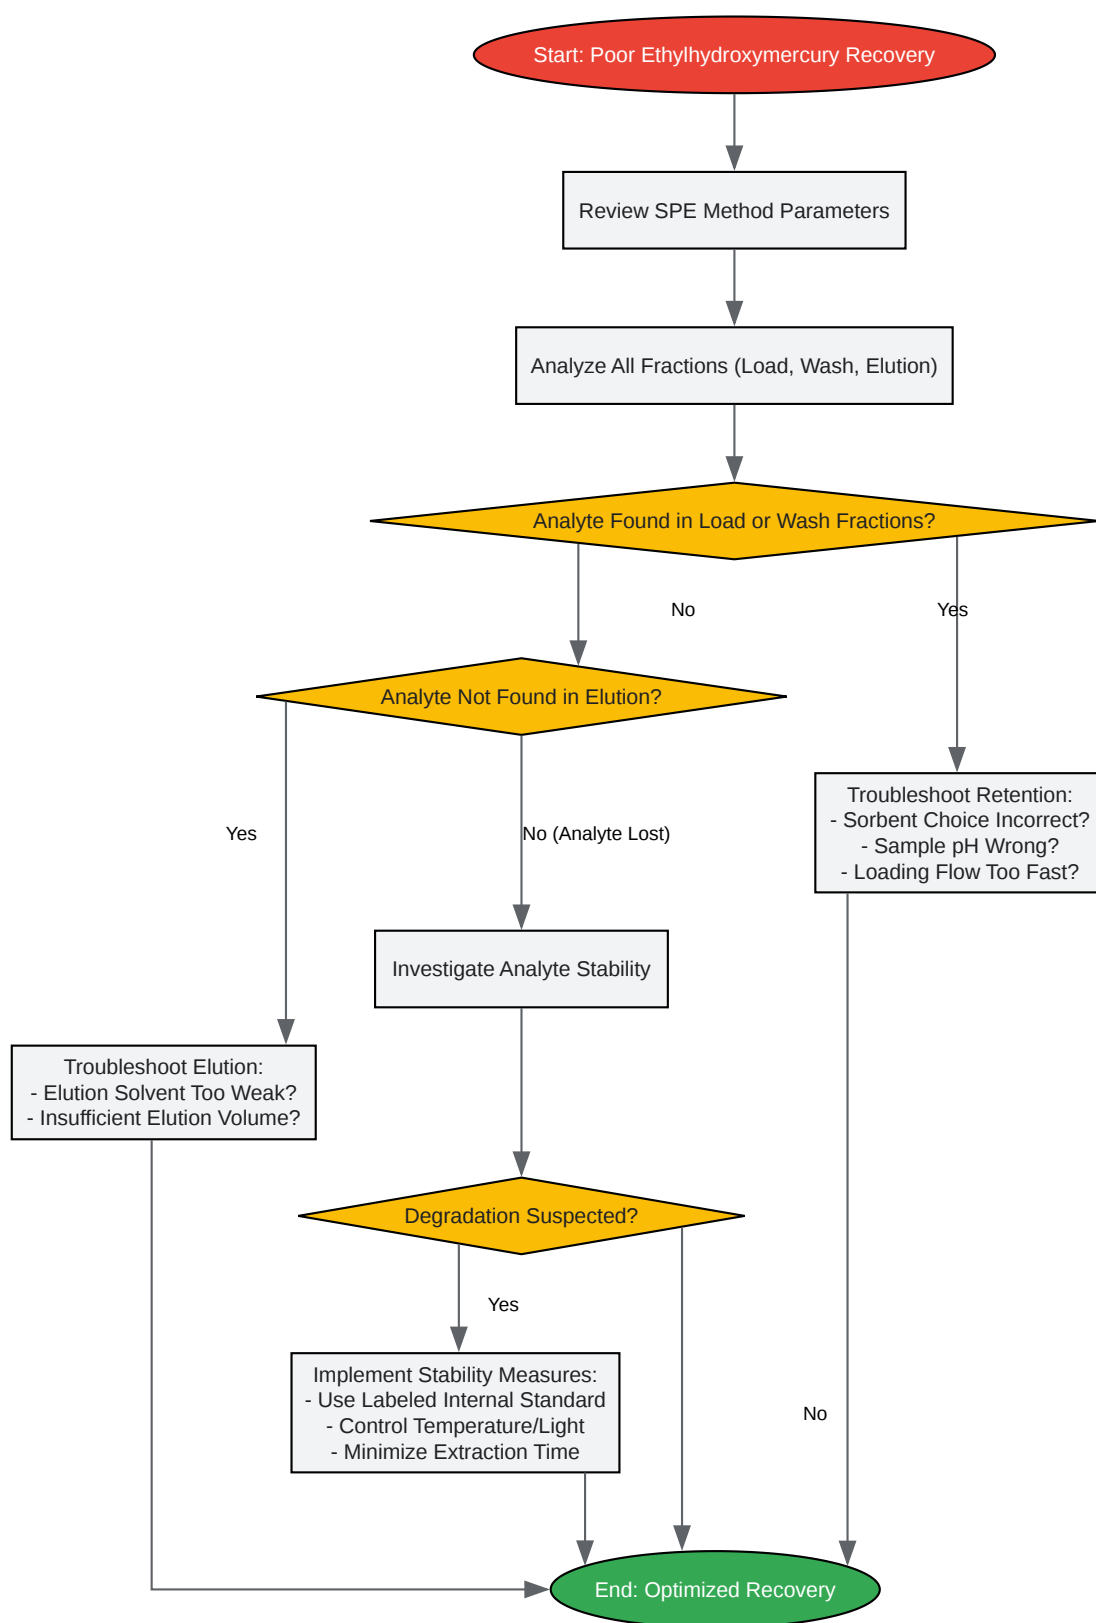 Start: Poor Ethylhydroxymercury Recovery
Review SPE Method Parameters
Analyze All Fractions (Load, Wash, Elution)
Analyte Found in Load or Wash Fractions?
No
Yes
Analyte Not Found in Elution?
Troubleshoot Retention:
- Sorbent Choice Incorrect?
- Sample pH Wrong?
- Loading Flow Too Fast?
Yes
No (Analyte Lost)
Investigate Analyte Stability
Troubleshoot Elution:
- Elution Solvent Too Weak?
- Insufficient Elution Volume?
Degradation Suspected?
Yes
Implement Stability Measures:
- Use Labeled Internal Standard
- Control Temperature/Light
- Minimize Extraction Time
No
End: Optimized Recovery